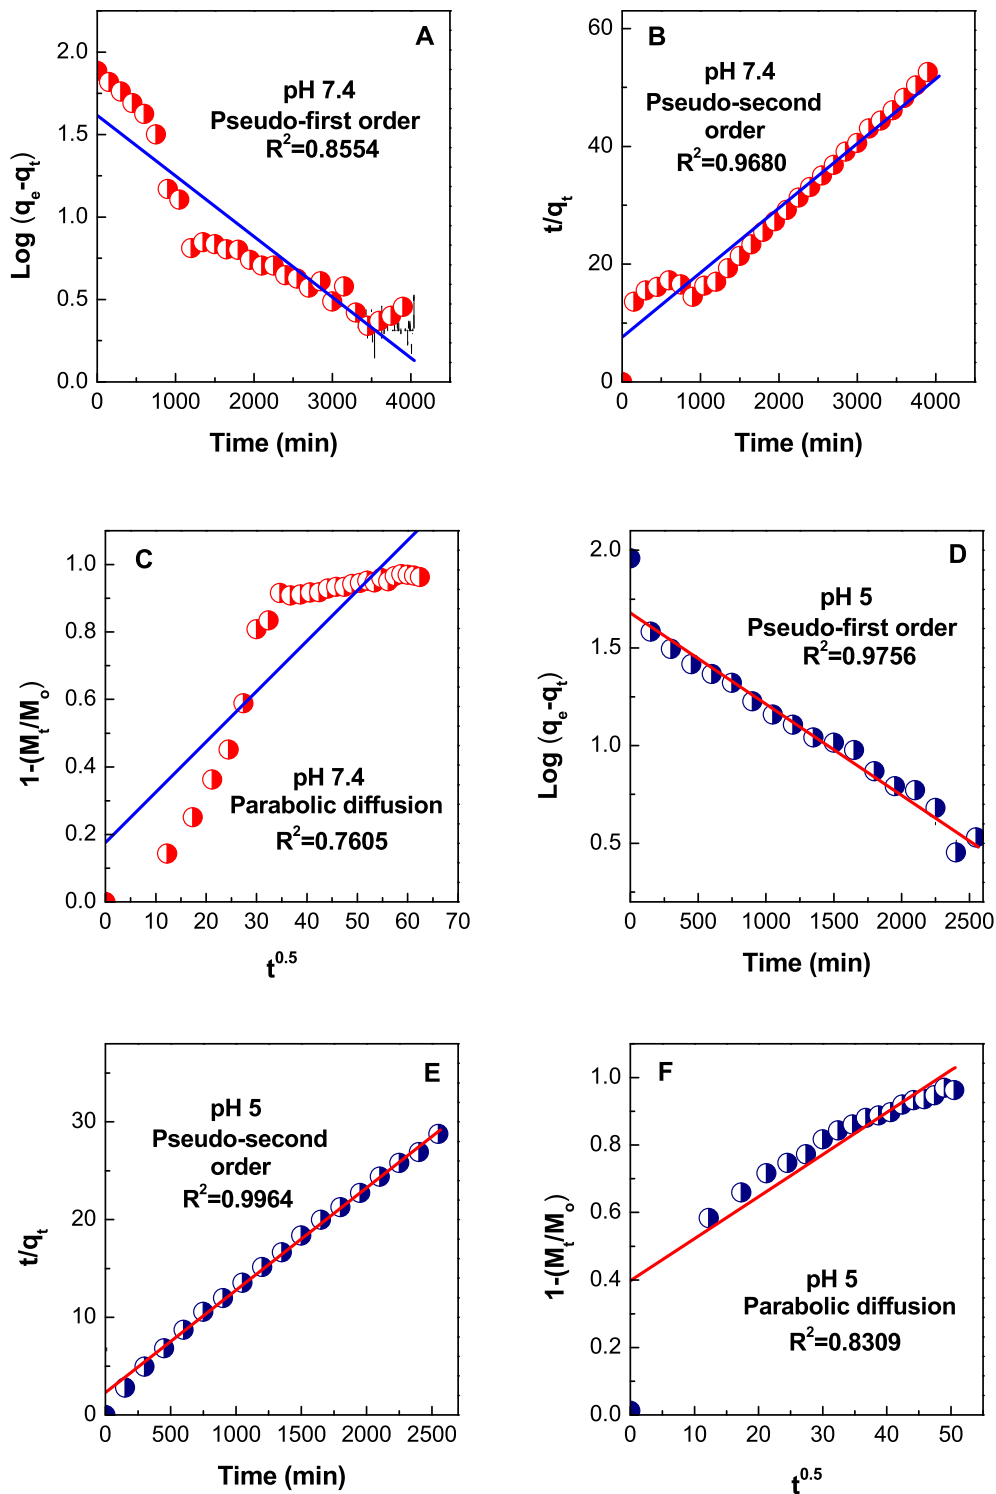 A
pH 7.4
Pseudo-first order
R²=0.8554
Log (qₑ-qₜ)
2.0
1.5
1.0
0.5
0.0
0 1000 2000 3000 4000
Time (min)
B
pH 7.4
Pseudo-second
order
R²=0.9680
t/qₜ
60
40
20
0
0 1000 2000 3000 4000
Time (min)
C
pH 7.4
Parabolic diffusion
R²=0.7605
1-(Mₜ/Mₒ)
1.0
0.8
0.6
0.4
0.2
0.0
0 10 20 30 40 50 60 70
t⁰·⁵
D
pH 5
Pseudo-first order
R²=0.9756
Log (qₑ-qₜ)
2.0
1.5
1.0
0.5
0 500 1000 1500 2000 2500
Time (min)
E
pH 5
Pseudo-second
order
R²=0.9964
t/qₜ
30
20
10
0
0 500 1000 1500 2000 2500
Time (min)
F
pH 5
Parabolic diffusion
R²=0.8309
1-(Mₜ/Mₒ)
1.0
0.8
0.6
0.4
0.2
0.0
0 10 20 30 40 50
t⁰·⁵